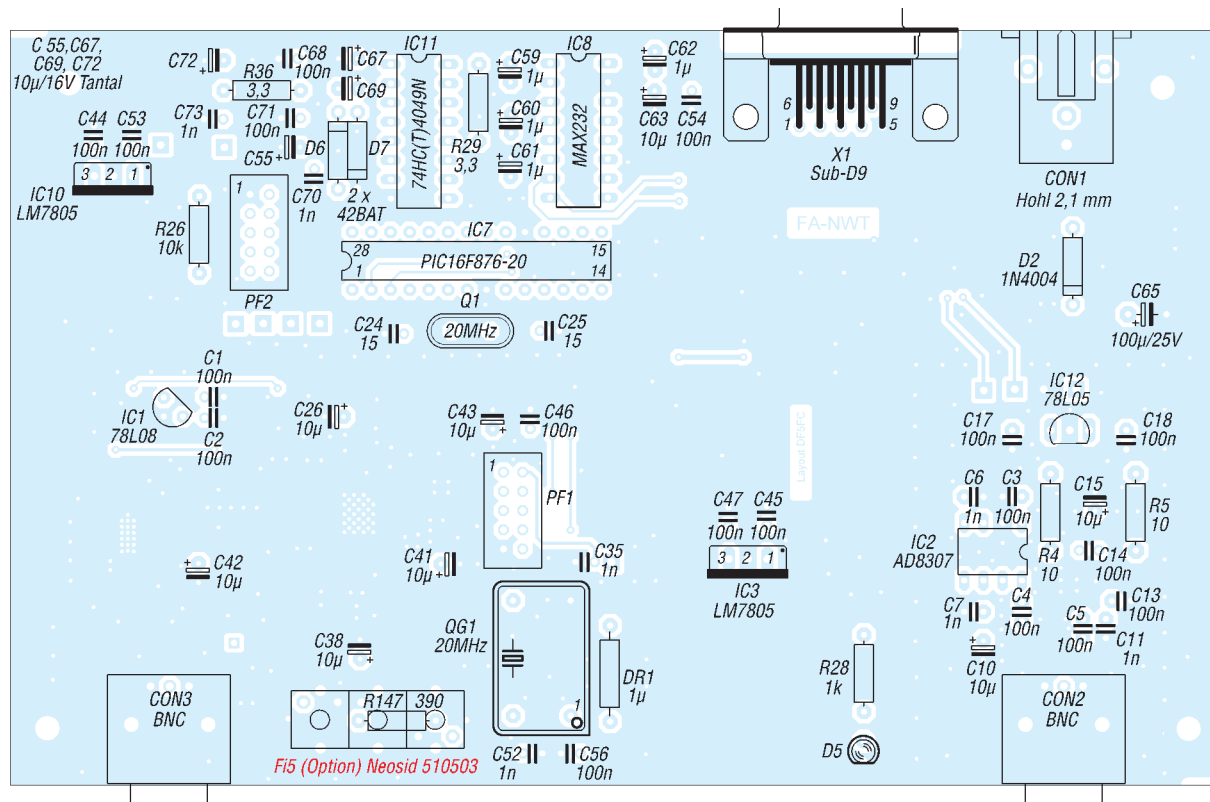 C 55,C67,
C69, C72
10µ/16V Tantal
C72
+
C68
100n
C67
+
C69
+
R36
3,3
C73
1n
C71
100n
C55
+
C44
100n
C53
100n
3 2 1
IC10
LM7805
D6
D7
2 x
42BAT
C70
1n
IC11
74HC(T)4049N
R29
3,3
C59
+
1µ
C60
+
1µ
C61
+
1µ
IC8
MAX232
C62
+
1µ
C63
+
10µ
C54
100n
6
1
9
5
X1
Sub-D9
CON1
Hohl 2,1 mm
R26
10k
1
PF2
IC7
28
15
PIC16F876-20
1
14
FA-NWT
D2
1N4004
C65
+
100µ/25V
Q1
20MHz
C24
15
C25
15
C1
100n
IC1
78L08
C2
100n
C26
10µ
+
C43
10µ
+
C46
100n
IC12
78L05
C17
100n
C18
100n
Layout DF5FC
1
PF1
C47
100n
C45
100n
3 2 1
IC3
LM7805
C6
1n
C3
100n
C15
10µ
+
R5
10
IC2
AD8307
R4
10
C14
100n
C42
+
10µ
C41
10µ
+
C35
1n
C7
1n
C4
100n
C5
100n
C13
100n
C11
1n
C10
+
10µ
C38
10µ
+
QG1
20MHz
1
DR1
1µ
R28
1k
D5
CON3
BNC
R147
390
CON2
BNC
C52
1n
C56
100n
Fi5 (Option) Neosid 510503